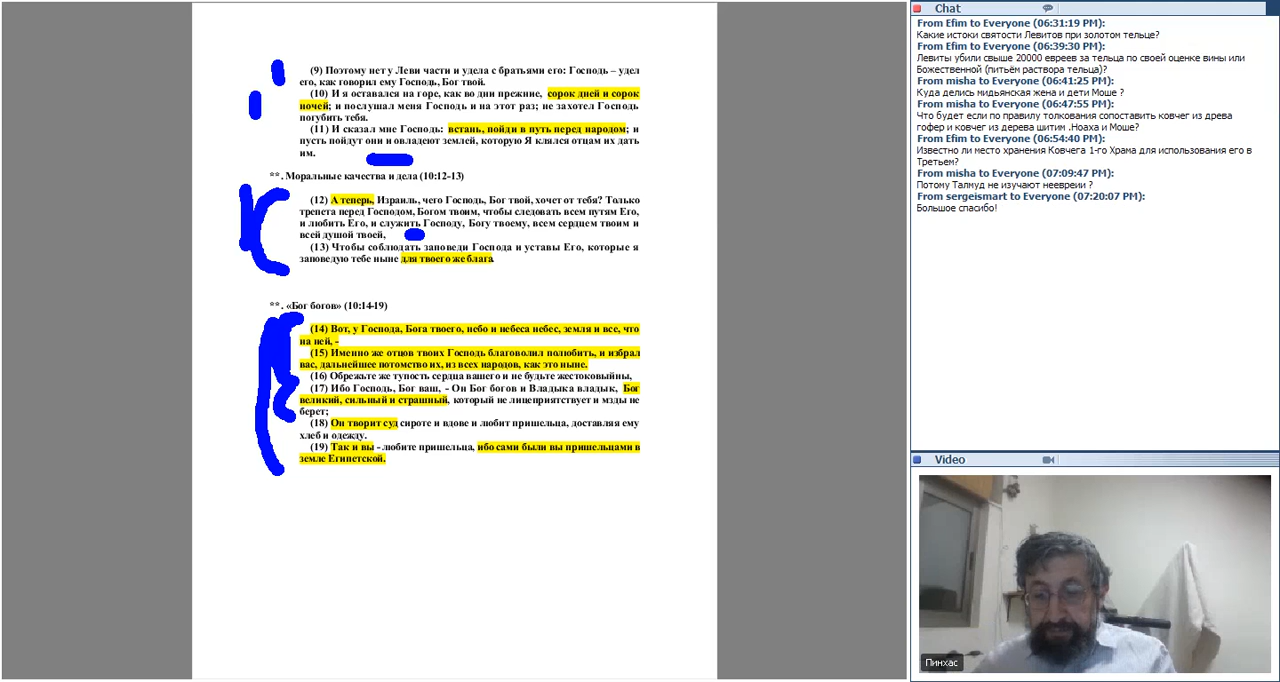 (9) Поэтому нет у Леви части и удела с братьями его: Господь – удел
его, как говорил ему Господь, Бог твой.
(10) И я оставался на горе, как во дни прежние, сорок дней и сорок
ночей; и послушал меня Господь и на этот раз; не захотел Господь
погубить тебя.
(11) И сказал мне Господь: встань, пойди в путь перед народом; и
пусть пойдут они и овладеют землей, которую Я клялся отцам их дать
им.
**. Моральные качества и дела (10:12-13)
(12) А теперь, Израиль, чего Господь, Бог твой, хочет от тебя? Только
трепета перед Господом, Богом твоим, чтобы следовать всем путям Его,
и любить Его, и служить Господу, Богу твоему, всем сердцем твоим и
всей душой твоей,
(13) Чтобы соблюдать заповеди Господа и уставы Его, которые я
заповедую тебе ныне для твоего же блага.
**. «Бог богов» (10:14-19)
(14) Вот, у Господа, Бога твоего, небо и небеса небес, земля и все, что
на ней, -
(15) Именно же отцов твоих Господь благоволил полюбить, и избрал
вас, дальнейшее потомство их, из всех народов, как это ныне.
(16) Обрежьте же тупость сердца вашего и не будьте жестоковыйны,
(17) Ибо Господь, Бог ваш, - Он Бог богов и Владыка владык, Бог
великий, сильный и страшный, который не лицеприятствует и мзды не
берет;
(18) Он творит суд сироте и вдове и любит пришельца, доставляя ему
хлеб и одежду.
(19) Так и вы - любите пришельца, ибо сами были вы пришельцами в
земле Египетской.
Chat
From Efim to Everyone (06:31:19 PM):
Какие истоки святости Левитов при золотом тельце?
From Efim to Everyone (06:39:30 PM):
Левиты убили свыше 20000 евреев за тельца по своей оценке вины или
Божественной (питьём раствора тельца)?
From misha to Everyone (06:41:25 PM):
Куда делись мидьянская жена и дети Моше ?
From misha to Everyone (06:47:55 PM):
Что будет если по правилу толкования сопоставить ковчег из древа
гофер и ковчег из дерева шитим .Ноаха и Моше?
From Efim to Everyone (06:54:40 PM):
Известно ли место хранения Ковчега 1-го Храма для использования его в
Третьем?
From misha to Everyone (07:09:47 PM):
Потому Талмуд не изучают неевреии ?
From sergeismart to Everyone (07:20:07 PM):
Большое спасибо!
Video
Пинхас